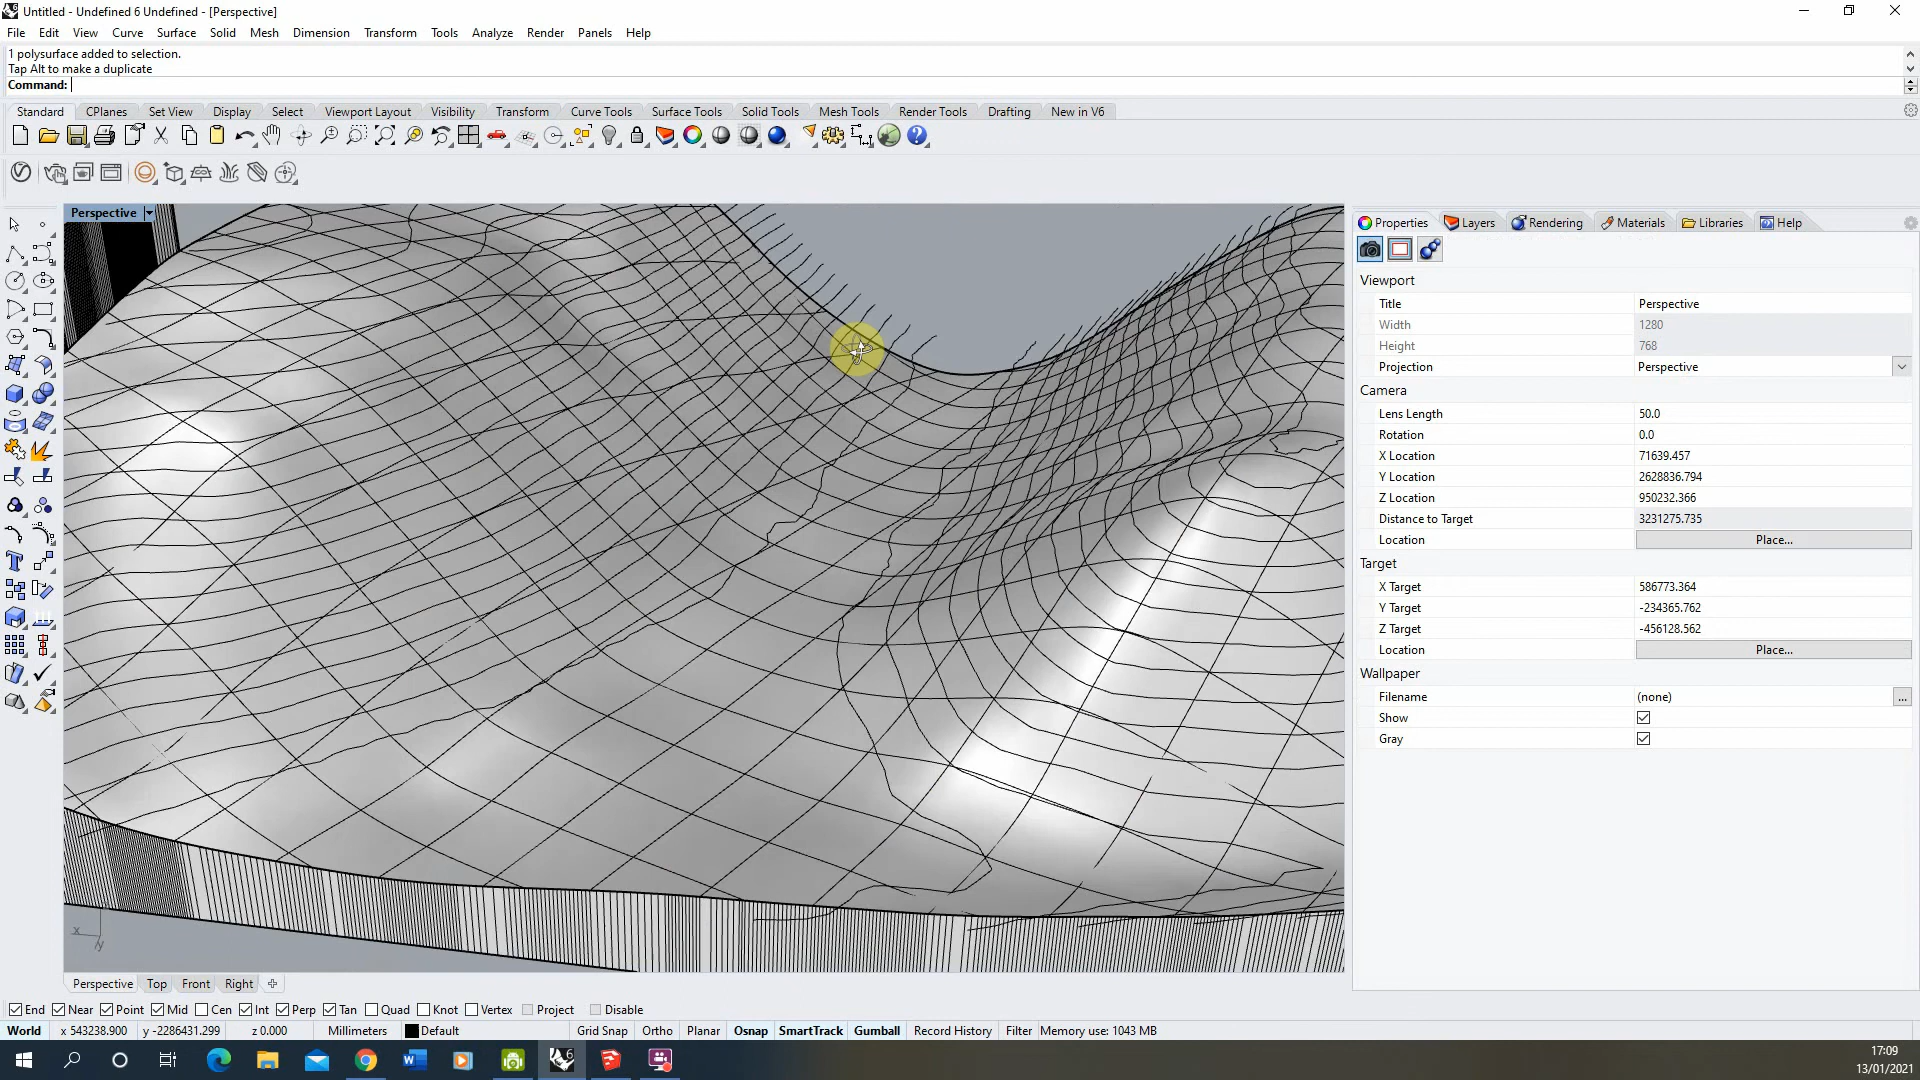 Untitled - Undefined 6 Undefined - [Perspective]
File Edit View Curve Surface Solid Mesh Dimension Transform Tools Analyze Render Panels Help
1 polysurface added to selection.
Tap Alt to make a duplicate
Command:
Standard CPlanes Set View Display Select Viewport Layout Visibility Transform Curve Tools Surface Tools Solid Tools Mesh Tools Render Tools Drafting New in V6
Perspective
Properties Layers Rendering Materials Libraries Help
Viewport
Title Perspective
Width 1280
Height 768
Projection Perspective
Camera
Lens Length 50.0
Rotation 0.0
X Location 71639.457
Y Location 2628836.794
Z Location 950232.366
Distance to Target 3231275.735
Location Place...
Target
X Target 586773.364
Y Target -234365.762
Z Target -456128.562
Location Place...
Wallpaper
Filename (none) ...
Show
Gray
x
y
Perspective Top Front Right
End Near Point Mid Cen Int Perp Tan Quad Knot Vertex Project Disable
World x 543238.900 y -2286431.299 z 0.000 Millimeters Default Grid Snap Ortho Planar Osnap SmartTrack Gumball Record History Filter Memory use: 1043 MB
17:09
13/01/2021